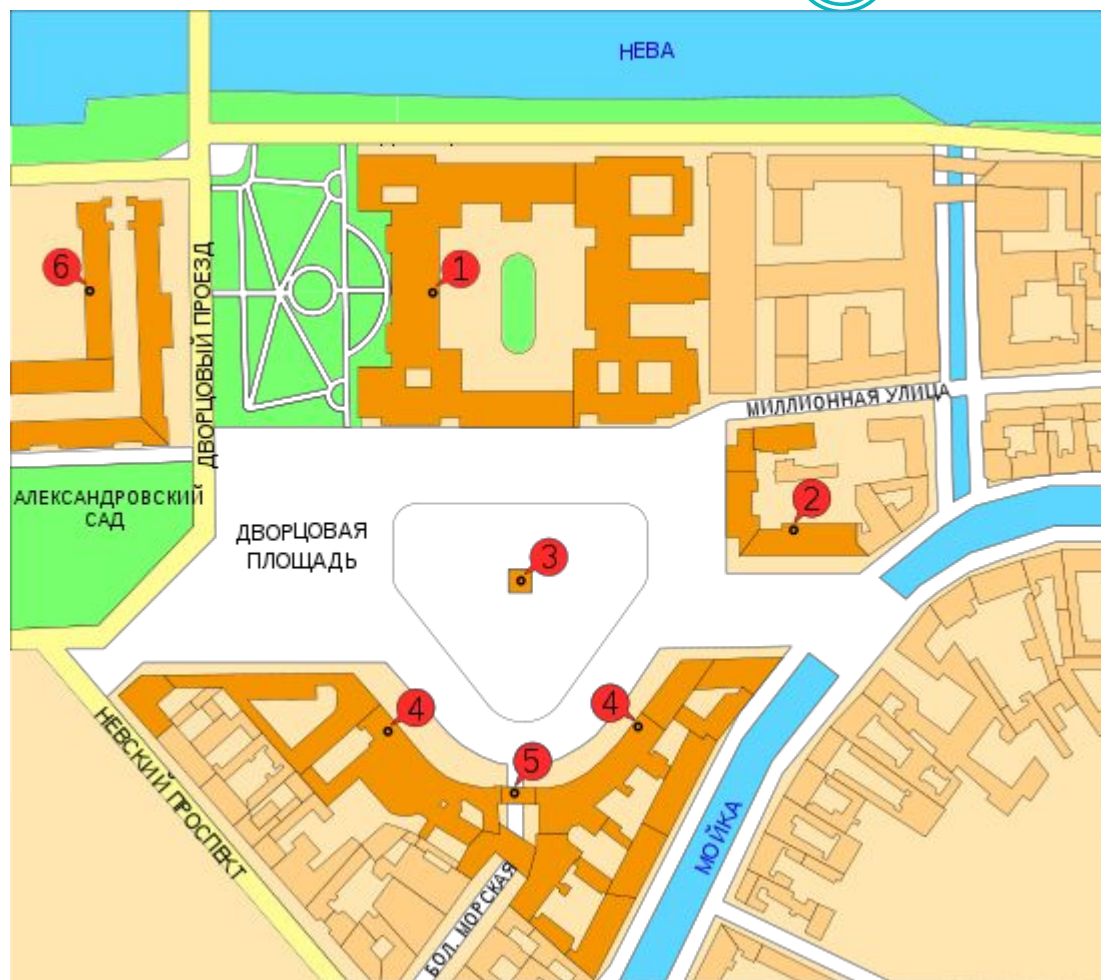 НЕВА
6
1
ДВОРЦОВЫЙ ПРОЕЗД
МИЛЛИОННАЯ УЛИЦА
АЛЕКСАНДРОВСКИЙ
САД
2
ДВОРЦОВАЯ
ПЛОЩАДЬ
3
4
4
5
НЕВСКИЙ ПРОСПЕКТ
МОЙКА
БОЛ. МОРСКАЯ